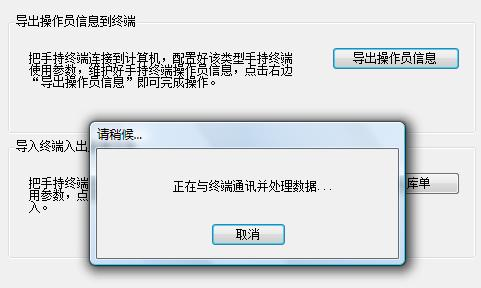 导出操作员信息到终端
把手持终端连接到计算机，配置好该类型手持终端
使用参数，维护好手持终端操作员信息，点击右边
“导出操作员信息”即可完成操作。
导出操作员信息
请稍候...
导入终端入出
把手持终端
用参数，点
入。
库单
正在与终端通讯并处理数据...
取消